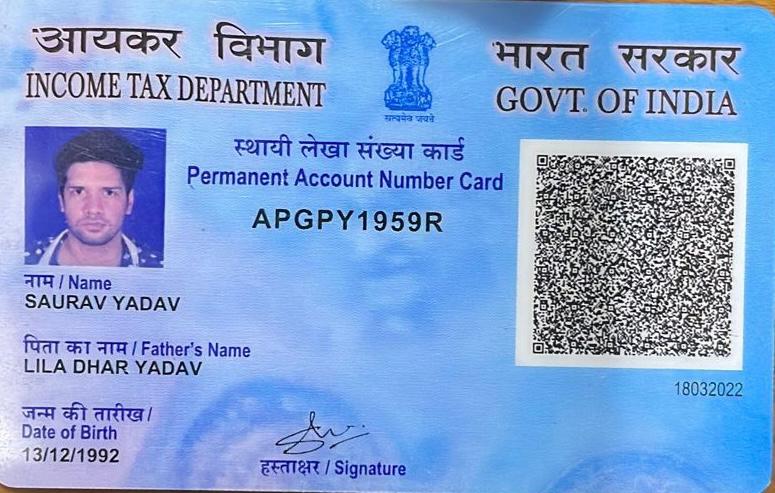 आयकर विभाग
INCOME TAX DEPARTMENT
सत्यमेव जयते
भारत सरकार
GOVT. OF INDIA
स्थायी लेखा संख्या कार्ड
Permanent Account Number Card
APGPY1959R
नाम / Name
SAURAV YADAV
पिता का नाम / Father's Name
LILA DHAR YADAV
जन्म की तारीख /
Date of Birth
13/12/1992
हस्ताक्षर / Signature
18032022